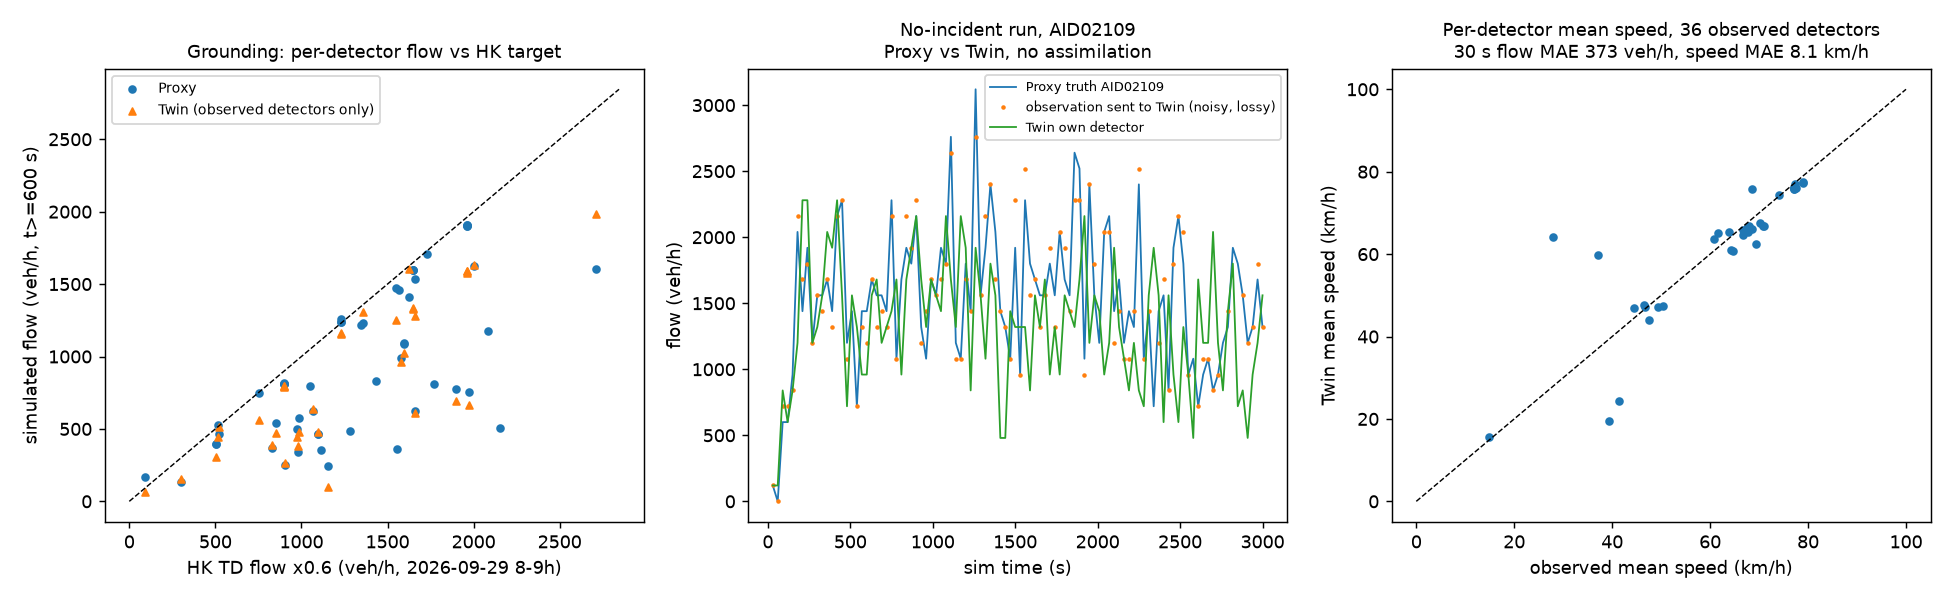 Grounding: per-detector flow vs HK target
Proxy
Twin (observed detectors only)
simulated flow (veh/h, t>=600 s)
2500
2000
1500
1000
500
0
0 500 1000 1500 2000 2500
HK TD flow x0.6 (veh/h, 2026-09-29 8-9h)
No-incident run, AID02109
Proxy vs Twin, no assimilation
Proxy truth AID02109
observation sent to Twin (noisy, lossy)
Twin own detector
flow (veh/h)
3000
2500
2000
1500
1000
500
0
0 500 1000 1500 2000 2500 3000
sim time (s)
Per-detector mean speed, 36 observed detectors
30 s flow MAE 373 veh/h, speed MAE 8.1 km/h
Twin mean speed (km/h)
100
80
60
40
20
0
0 20 40 60 80 100
observed mean speed (km/h)